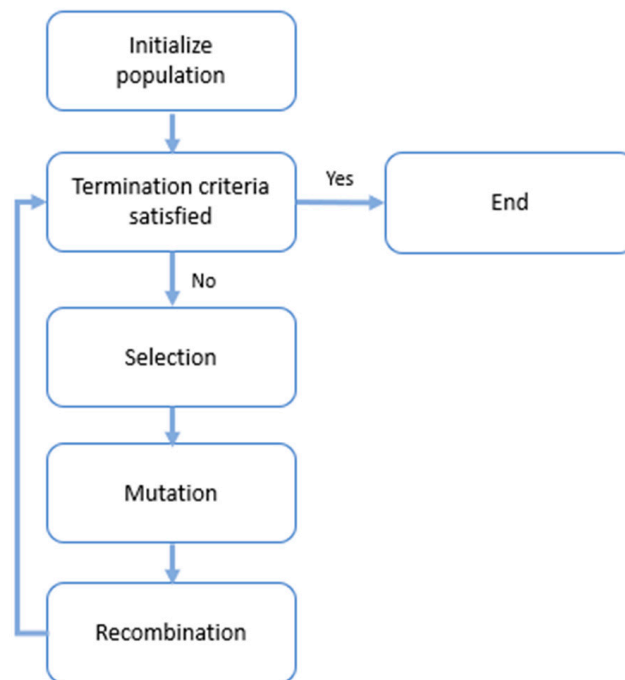 Initialize
population
Termination criteria
satisfied
Yes
End
No
Selection
Mutation
Recombination